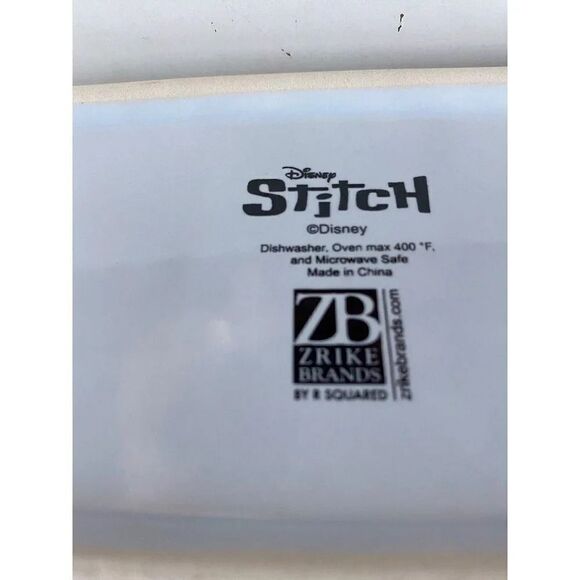 Disney
Stitch
©Disney
Dishwasher, Oven max 400 °F,
and Microwave Safe
Made in China
ZB
ZRIKE
BRANDS
BY R SQUARED
zrikebrands.com